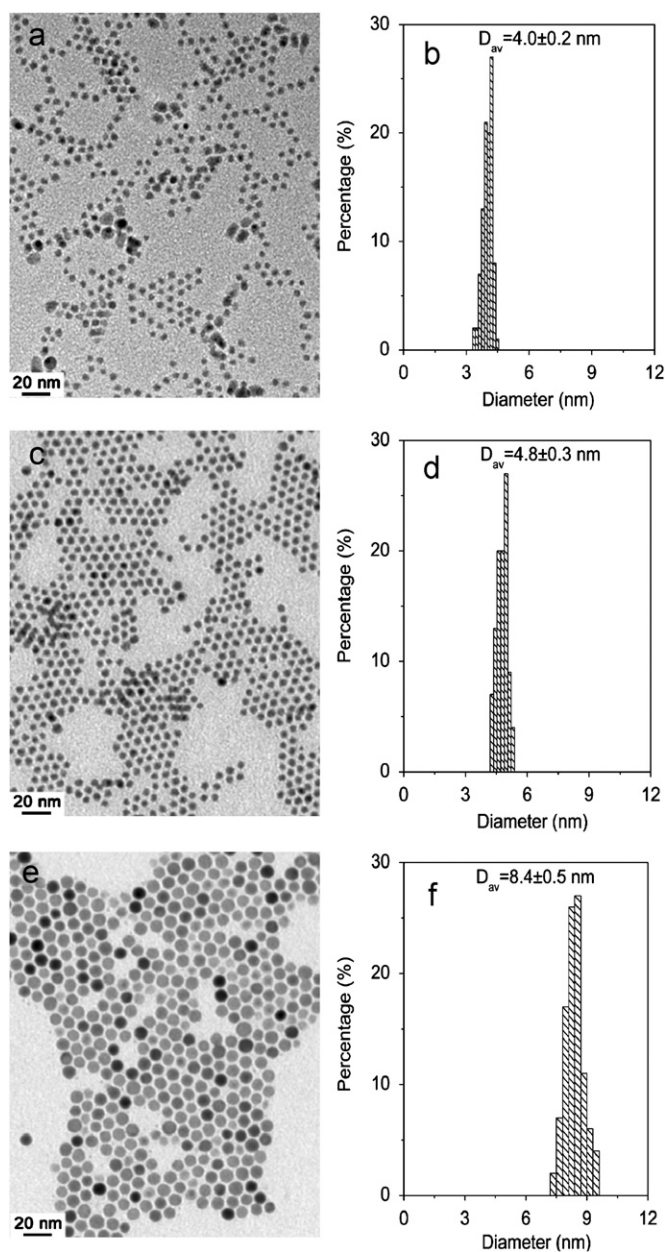 a
20 nm
b
D_av=4.0±0.2 nm
Percentage (%)
30
20
10
0
0 3 6 9 12
Diameter (nm)
c
20 nm
d
D_av=4.8±0.3 nm
Percentage (%)
30
20
10
0
0 3 6 9 12
Diameter (nm)
e
20 nm
f
D_av=8.4±0.5 nm
Percentage (%)
30
20
10
0
0 3 6 9 12
Diameter (nm)